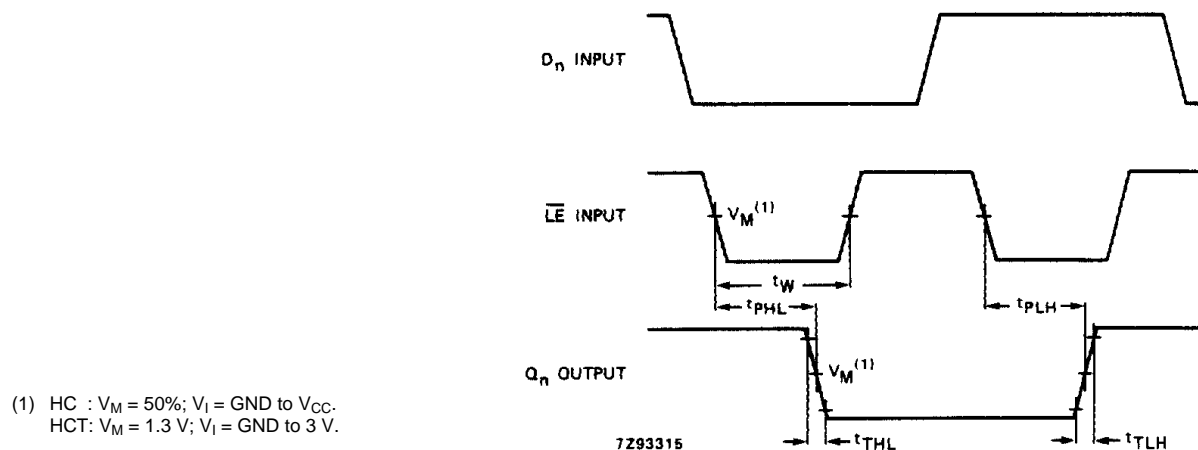 Dn INPUT
LE INPUT
VM(1)
tW
tPHL
tPLH
Qn OUTPUT
VM(1)
(1) HC : VM = 50%; VI = GND to VCC.
HCT: VM = 1.3 V; VI = GND to 3 V.
7Z93315
tTHL
tTLH